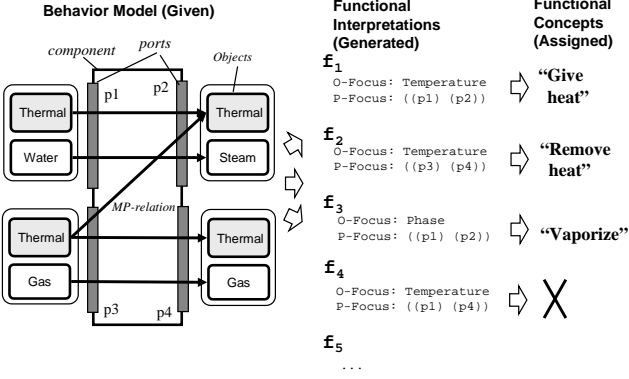 Behavior Model (Given)
component
ports
Objects
p1
p2
Thermal
Thermal
Water
Steam
MP-relation
Thermal
Thermal
Gas
Gas
p3
p4
Functional
Interpretations
(Generated)
Functional
Concepts
(Assigned)
f1
O-Focus: Temperature
P-Focus: ((p1) (p2))
“Give
heat”
f2
O-Focus: Temperature
P-Focus: ((p3) (p4))
“Remove
heat”
f3
O-Focus: Phase
P-Focus: ((p1) (p2))
“Vaporize”
f4
O-Focus: Temperature
P-Focus: ((p1) (p4))
f5
...